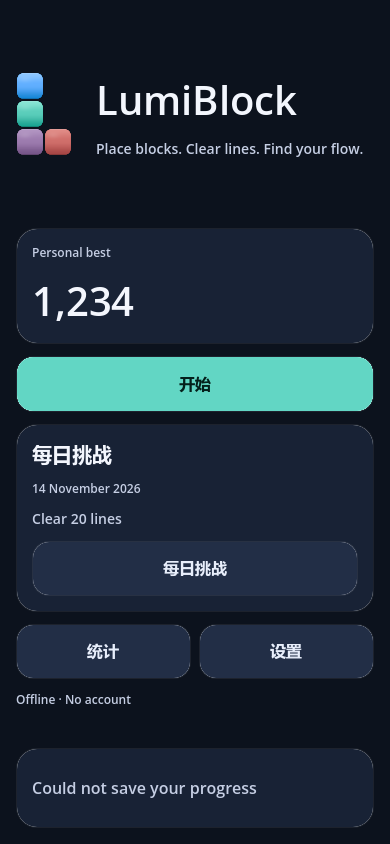 LumiBlock
Place blocks. Clear lines. Find your flow.
Personal best
1,234
开始
每日挑战
14 November 2026
Clear 20 lines
每日挑战
统计
设置
Offline · No account
Could not save your progress